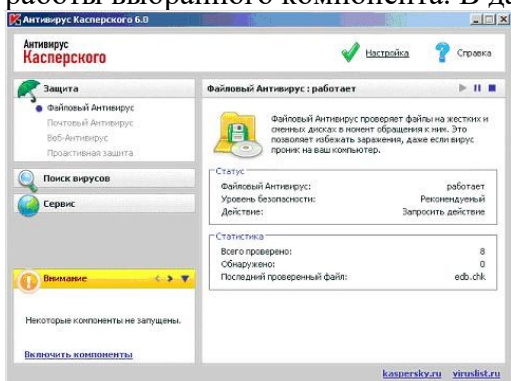 работы выбранного компонента. В да
Антивирус Касперского 6.0
Антивирус
Касперского
Настройка
Справка
Защита
Файловый Антивирус
Почтовый Антивирус
Веб-Антивирус
Проактивная защита
Поиск вирусов
Сервис
Внимание
Некоторые компоненты не запущены.
Включить компоненты
Файловый Антивирус : работает
Файловый Антивирус проверяет файлы на жестких и
сменных дисках в момент обращения к ним. Это
позволяет избежать заражения, даже если вирус
проник на ваш компьютер.
Статус
Файловый Антивирус: работает
Уровень безопасности: Рекомендуемый
Действие: Запросить действие
Статистика
Всего проверено: 8
Обнаружено: 0
Последний проверенный файл: edb.chk
kaspersky.ru viruslist.ru